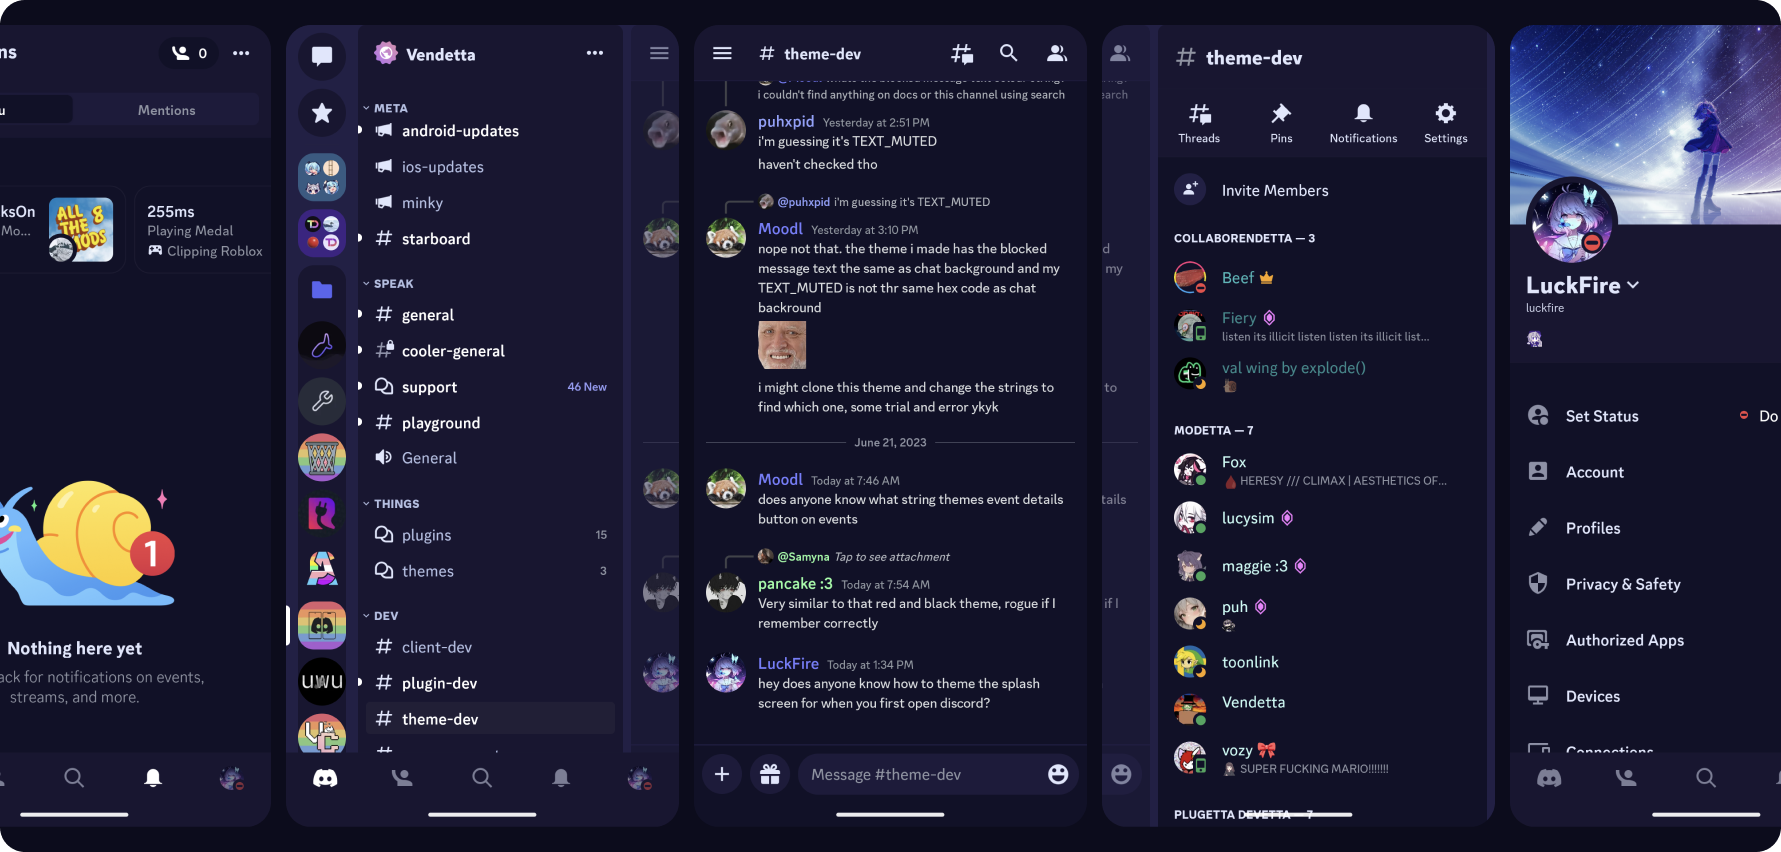 ns
0
u
Mentions
ksOn
Mo...
ALL
THE
MODS
8
255ms
Playing Medal
Clipping Roblox
1
Nothing here yet
ack for notifications on events,
streams, and more.
Vendetta
META
android-updates
ios-updates
minky
starboard
SPEAK
general
cooler-general
support
46 New
playground
General
THINGS
plugins
15
themes
3
DEV
client-dev
plugin-dev
theme-dev
uwu
theme-dev
i couldn't find anything on docs or this channel using search
puhxpid Yesterday at 2:51 PM
i'm guessing it's TEXT_MUTED
haven't checked tho
@puhxpid i'm guessing it's TEXT_MUTED
Moodl Yesterday at 3:10 PM
nope not that. the theme i made has the blocked
message text the same as chat background and my
TEXT_MUTED is not thr same hex code as chat
backround
i might clone this theme and change the strings to
find which one, some trial and error ykyk
June 21, 2023
Moodl Today at 7:46 AM
does anyone know what string themes event details
button on events
@Samyna Tap to see attachment
pancake :3 Today at 7:54 AM
Very similar to that red and black theme, rogue if I
remember correctly
LuckFire Today at 1:34 PM
hey does anyone know how to theme the splash
screen for when you first open discord?
Message #theme-dev
earch
d
my
to
tails
if I
theme-dev
Threads
Pins
Notifications
Settings
Invite Members
COLLABORENDETTA — 3
Beef
Fiery
listen its illicit listen listen its illicit list...
val wing by explode()
MODETTA — 7
Fox
HERESY /// CLIMAX | AESTHETICS OF...
lucysim
maggie :3
puh
toonlink
Vendetta
vozy
SUPER FUCKING MARIO!!!!!!!
PLUGETTA DEVETTA — 7
LuckFire
luckfire
Set Status
Do
Account
Profiles
Privacy & Safety
Authorized Apps
Devices
Connections